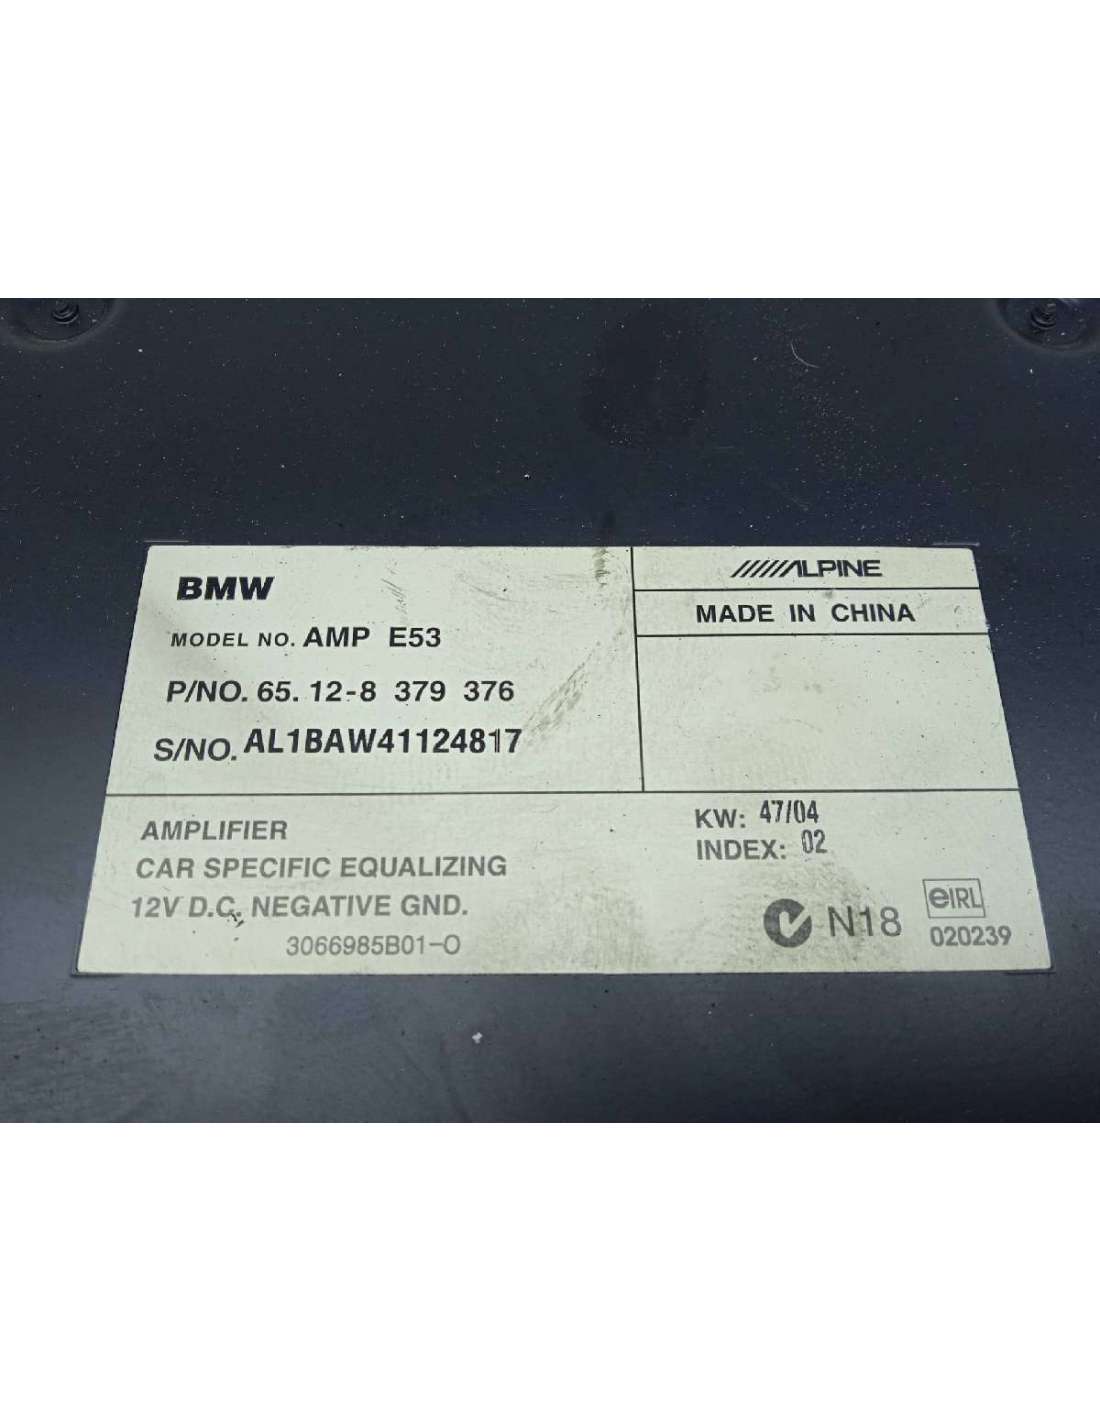 BMW
MODEL NO. AMP E53
P/NO. 65. 12-8 379 376
S/NO. AL1BAW41124817
ALPINE
MADE IN CHINA
AMPLIFIER
CAR SPECIFIC EQUALIZING
12V D.C. NEGATIVE GND.
3066985B01-O
KW: 47/04
INDEX: 02
N18
eIRL
020239